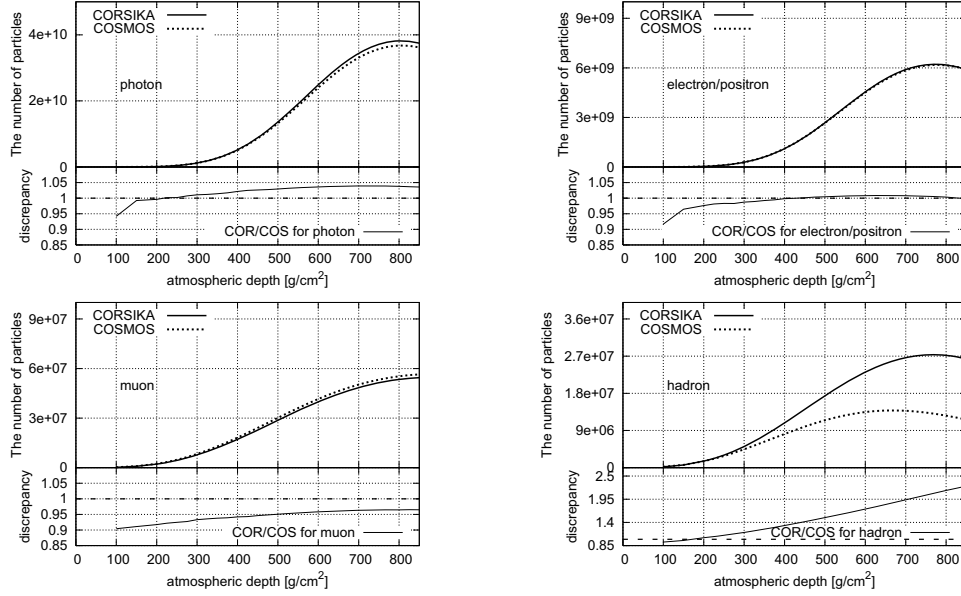 CORSIKA
COSMOS
The number of particles
4e+10
2e+10
0
photon
discrepancy
1.05
1
0.95
0.9
0.85
COR/COS for photon
0 100 200 300 400 500 600 700 800
atmospheric depth [g/cm2]
CORSIKA
COSMOS
The number of particles
9e+09
6e+09
3e+09
0
electron/positron
discrepancy
1.05
1
0.95
0.9
0.85
COR/COS for electron/positron
0 100 200 300 400 500 600 700 800
atmospheric depth [g/cm2]
CORSIKA
COSMOS
The number of particles
9e+07
6e+07
3e+07
0
muon
discrepancy
1.05
1
0.95
0.9
0.85
COR/COS for muon
0 100 200 300 400 500 600 700 800
atmospheric depth [g/cm2]
CORSIKA
COSMOS
The number of particles
3.6e+07
2.7e+07
1.8e+07
9e+06
0
hadron
discrepancy
2.5
1.95
1.4
0.85
COR/COS for hadron
0 100 200 300 400 500 600 700 800
atmospheric depth [g/cm2]